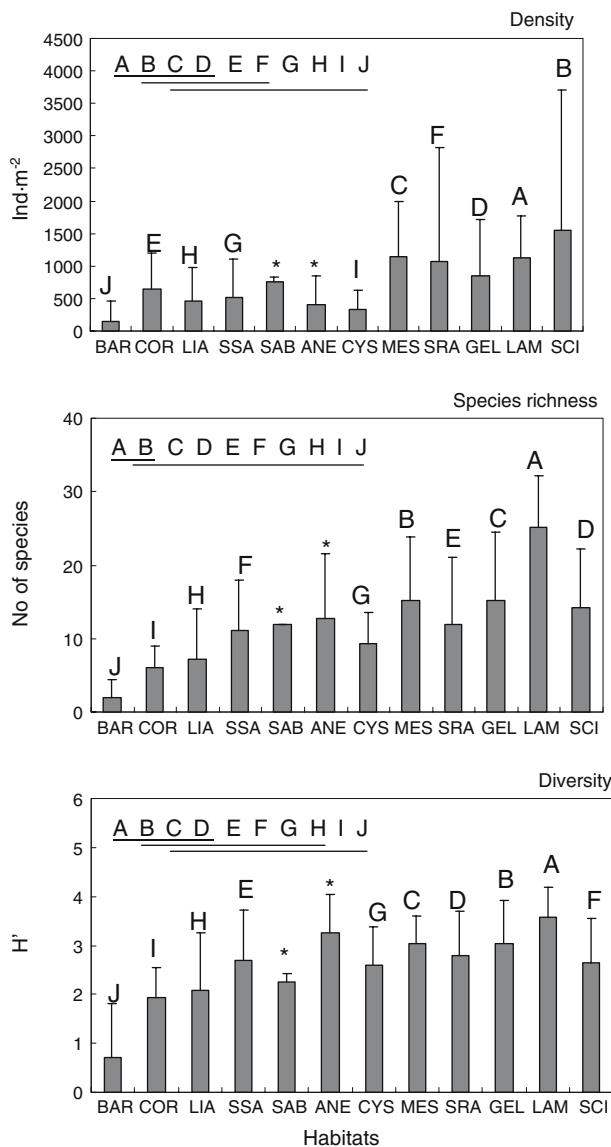 Density
4500
4000
3500
3000
2500
2000
1500
1000
500
0
Ind·m-2
A B C D E F G H I J
J E H G * * I C F D A B
BAR COR LIA SSA SAB ANE CYS MES SRA GEL LAM SCI
Species richness
40
30
20
10
0
No of species
A B C D E F G H I J
J I H F * * G B E C A D
BAR COR LIA SSA SAB ANE CYS MES SRA GEL LAM SCI
Diversity
6
5
4
3
2
1
0
H'
A B C D E F G H I J
J I H E * * G C D B A F
BAR COR LIA SSA SAB ANE CYS MES SRA GEL LAM SCI
Habitats